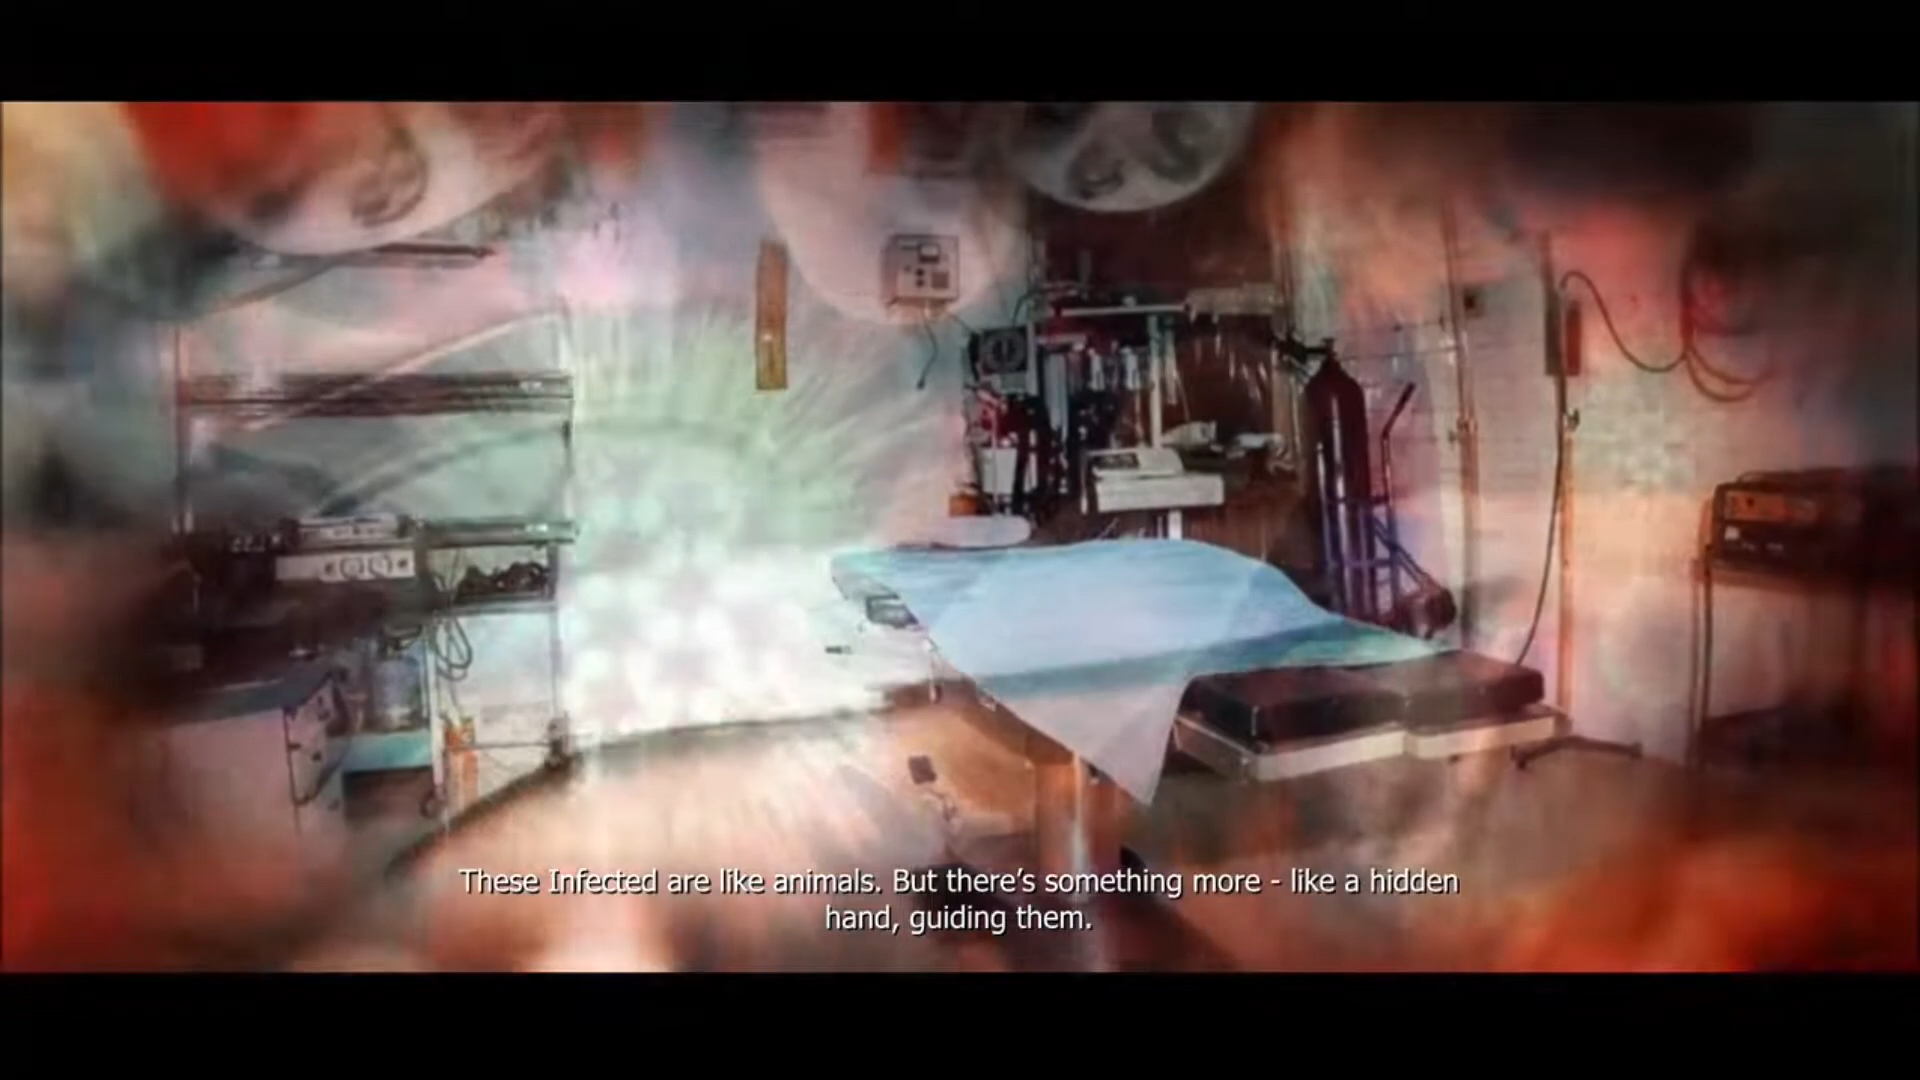 These Infected are like animals. But there's something more - like a hidden
hand, guiding them.